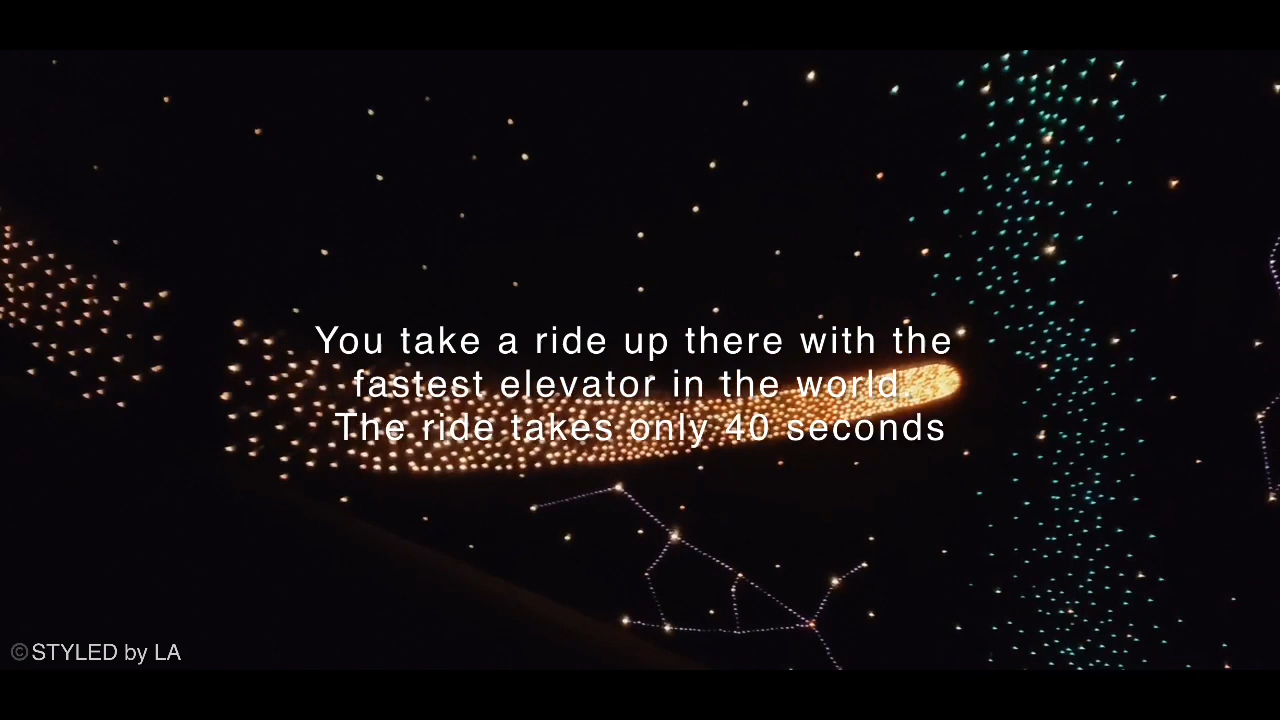 You take a ride up there with the
fastest elevator in the world.
The ride takes only 40 seconds
©STYLED by LA